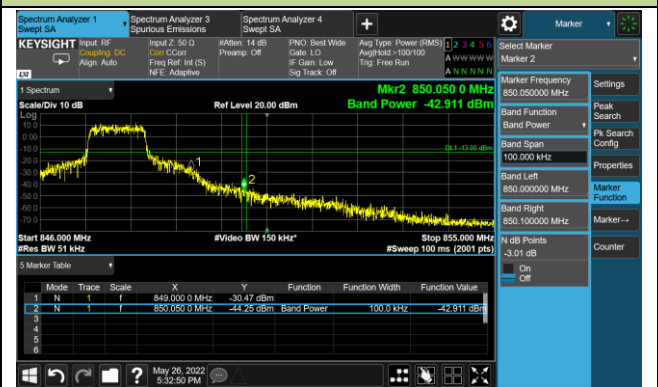 Spectrum Analyzer 1
Swept SA
Spectrum Analyzer 3
Spurious Emissions
Spectrum Analyzer 4
Swept SA
+
Marker
KEYSIGHT
Input: RF
Coupling: DC
Align: Auto
Input Z: 50 Ω
Corr CCorr
Freq Ref: Int (S)
NFE: Adaptive
#Atten: 14 dB
Preamp: Off
PNO: Best Wide
Gate: LO
IF Gain: Low
Sig Track: Off
Avg Type: Power (RMS)
Avg|Hold:>100/100
Trig: Free Run
1 2 3 4 5 6
A W W W W W
A N N N N N
LXI
Select Marker
Marker 2
1 Spectrum
Mkr2 850.050 0 MHz
Scale/Div 10 dB
Ref Level 20.00 dBm
Band Power -42.911 dBm
Log
10.0
0.00
-10.0
-20.0
-30.0
-40.0
-50.0
-60.0
-70.0
DL1 -13.00 dBm
1
2
Start 846.000 MHz
#Video BW 150 kHz*
Stop 855.000 MHz
#Res BW 51 kHz
#Sweep 100 ms (2001 pts)
Marker Frequency
850.050000 MHz
Band Function
Band Power
Band Span
100.000 kHz
Band Left
850.000000 MHz
Band Right
850.100000 MHz
N dB Points
-3.01 dB
On
Off
Settings
Peak
Search
Pk Search
Config
Properties
Marker
Function
Marker→
Counter
5 Marker Table
Mode Trace Scale X Y Function Function Width Function Value
1 N 1 f 849.000 0 MHz -30.47 dBm
2 N 1 f 850.050 0 MHz -44.25 dBm Band Power 100.0 kHz -42.911 dBm
3
4
5
6
?
May 26, 2022
5:32:50 PM